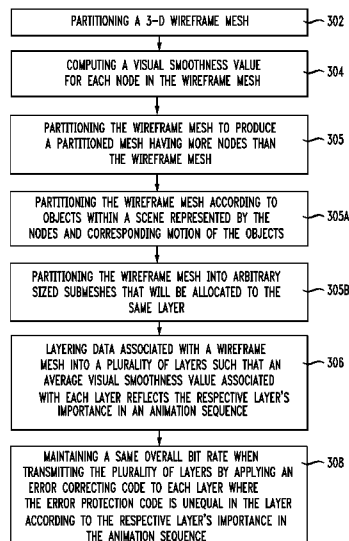 PARTITIONING A 3-D WIREFRAME MESH
302
COMPUTING A VISUAL SMOOTHNESS VALUE
FOR EACH NODE IN THE WIREFRAME MESH
304
PARTITIONING THE WIREFRAME MESH TO PRODUCE
A PARTITIONED MESH HAVING MORE NODES THAN
THE WIREFRAME MESH
305
PARTITIONING THE WIREFRAME MESH ACCORDING TO
OBJECTS WITHIN A SCENE REPRESENTED BY THE
NODES AND CORRESPONDING MOTION OF THE OBJECTS
305A
PARTITIONING THE WIREFRAME MESH INTO ARBITRARY
SIZED SUBMESHES THAT WILL BE ALLOCATED TO THE
SAME LAYER
305B
LAYERING DATA ASSOCIATED WITH A WIREFRAME
MESH INTO A PLURALITY OF LAYERS SUCH THAT AN
AVERAGE VISUAL SMOOTHNESS VALUE ASSOCIATED
WITH EACH LAYER REFLECTS THE RESPECTIVE LAYER'S
IMPORTANCE IN AN ANIMATION SEQUENCE
306
MAINTAINING A SAME OVERALL BIT RATE WHEN
TRANSMITTING THE PLURALITY OF LAYERS BY APPLYING AN
ERROR CORRECTING CODE TO EACH LAYER WHERE
THE ERROR PROTECTION CODE IS UNEQUAL IN THE LAYER
ACCORDING TO THE RESPECTIVE LAYER'S IMPORTANCE IN
THE ANIMATION SEQUENCE
308